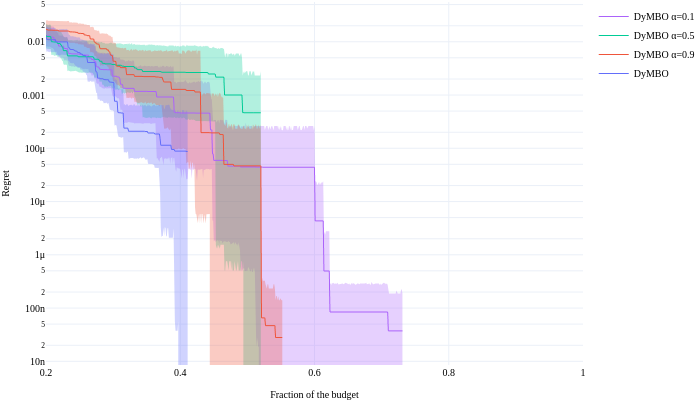 5
2
0.01
5
2
0.001
5
2
100μ
5
2
10μ
5
2
1μ
5
2
100n
5
2
10n
Regret
0.2
0.4
0.6
0.8
1
Fraction of the budget
DyMBO α=0.1
DyMBO α=0.5
DyMBO α=0.9
DyMBO